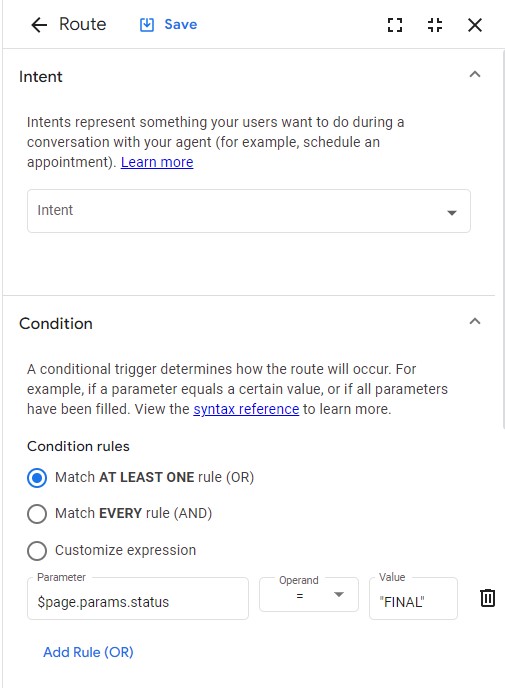 Route
Save
Intent
Intents represent something your users want to do during a
conversation with your agent (for example, schedule an
appointment). Learn more
Intent
Condition
A conditional trigger determines how the route will occur. For
example, if a parameter equals a certain value, or if all parameters
have been filled. View the syntax reference to learn more.
Condition rules
Match AT LEAST ONE rule (OR)
Match EVERY rule (AND)
Customize expression
Parameter Operand Value
$page.params.status = "FINAL"
Add Rule (OR)